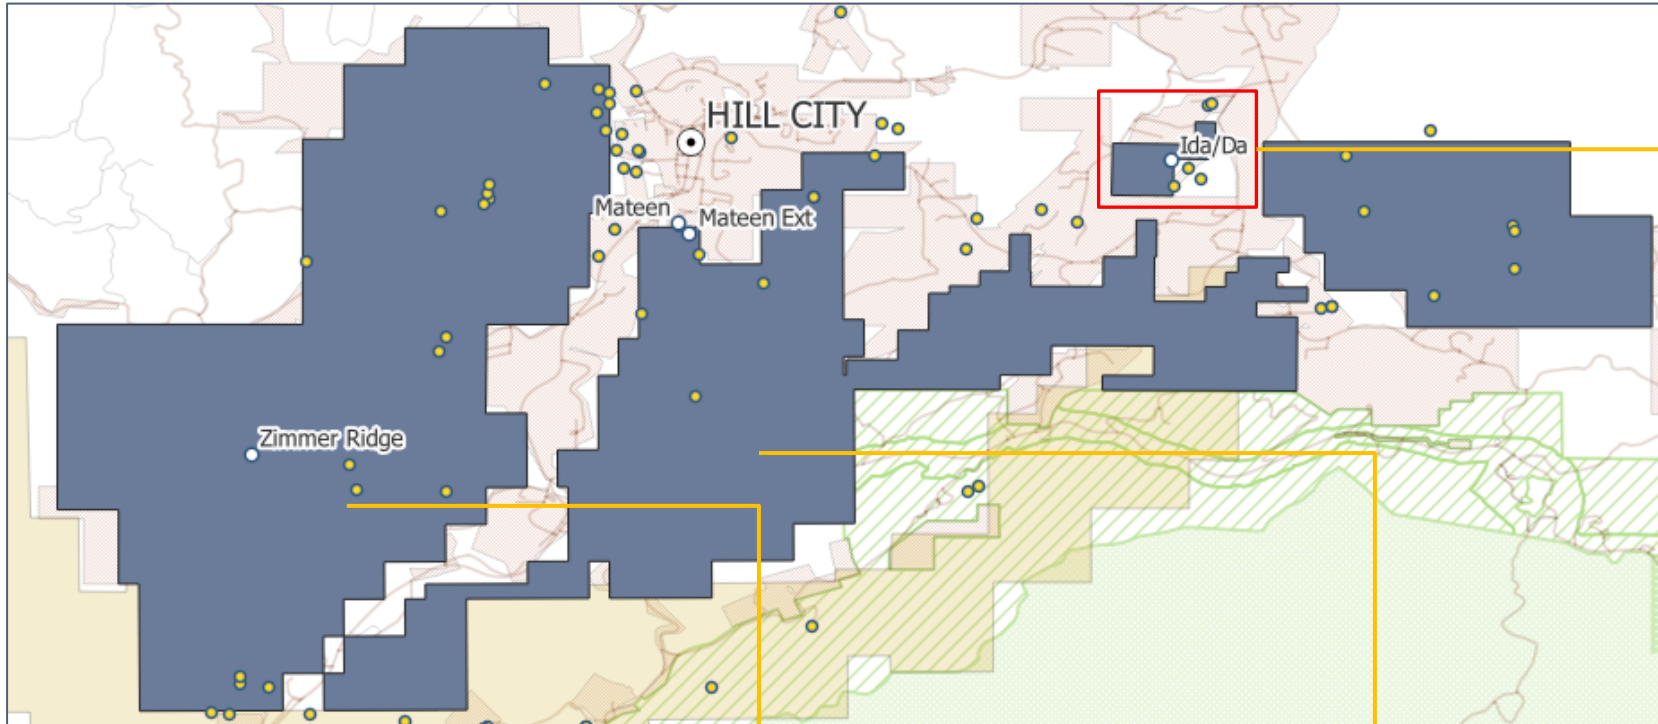 HILL CITY
Ida/Da
Mateen
Mateen Ext
Zimmer Ridge